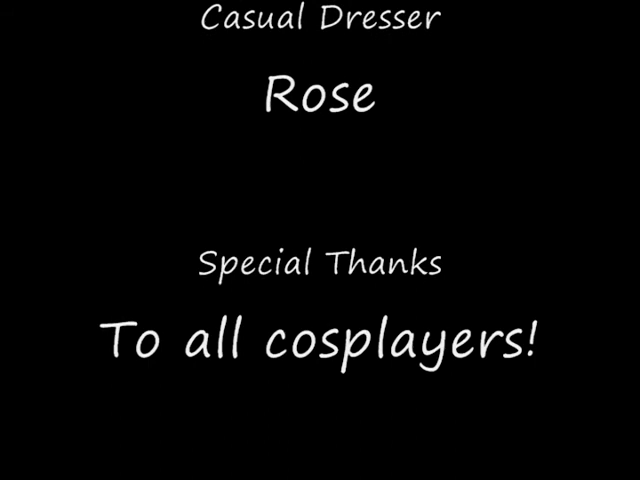 Casual Dresser
Rose
Special Thanks
To all cosplayers!